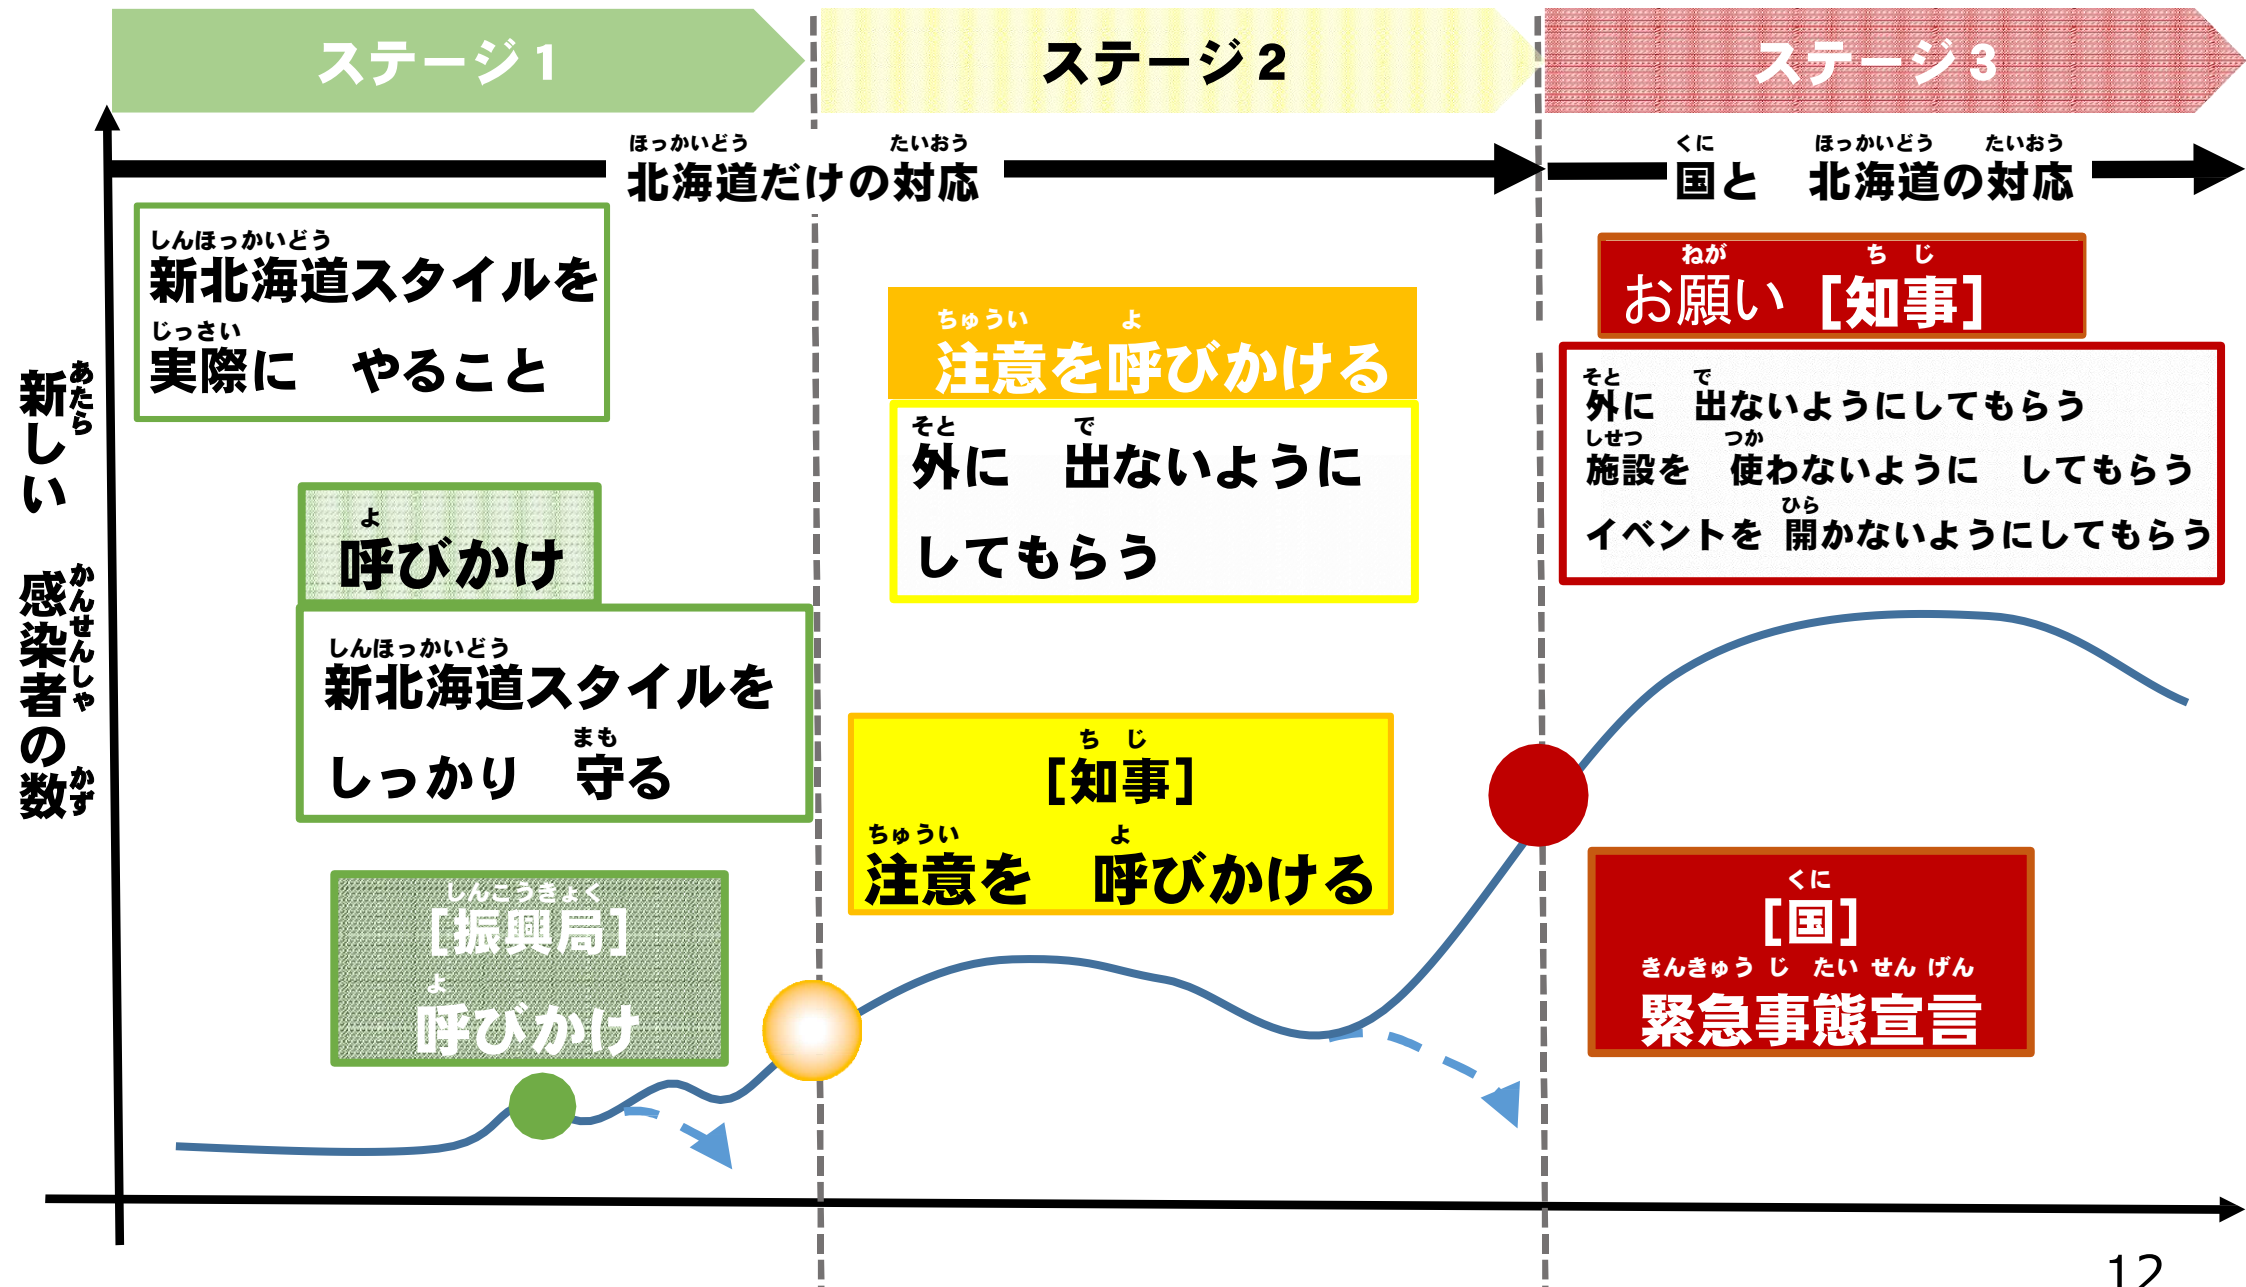 ステージ1
ステージ2
ステージ3
ほっかいどう たいおう
北海道だけの対応
くに ほっかいどう たいおう
国と 北海道の対応
あたら かんせんしゃ かず
新しい 感染者の数
しんほっかいどう
新北海道スタイルを
じっさい
実際に やること
よ
呼びかけ
しんほっかいどう
新北海道スタイルを
まも
しっかり 守る
しんこうきょく
[振興局]
よ
呼びかけ
ちゅうい よ
注意を呼びかける
そと で
外に 出ないように
してもらう
ち じ
[知事]
ちゅうい よ
注意を 呼びかける
ねが ち じ
お願い [知事]
そと で
外に 出ないようにしてもらう
しせつ つか
施設を 使わないように してもらう
ひら
イベントを 開かないようにしてもらう
くに
[国]
きんきゅう じ たい せん げん
緊急事態宣言
12